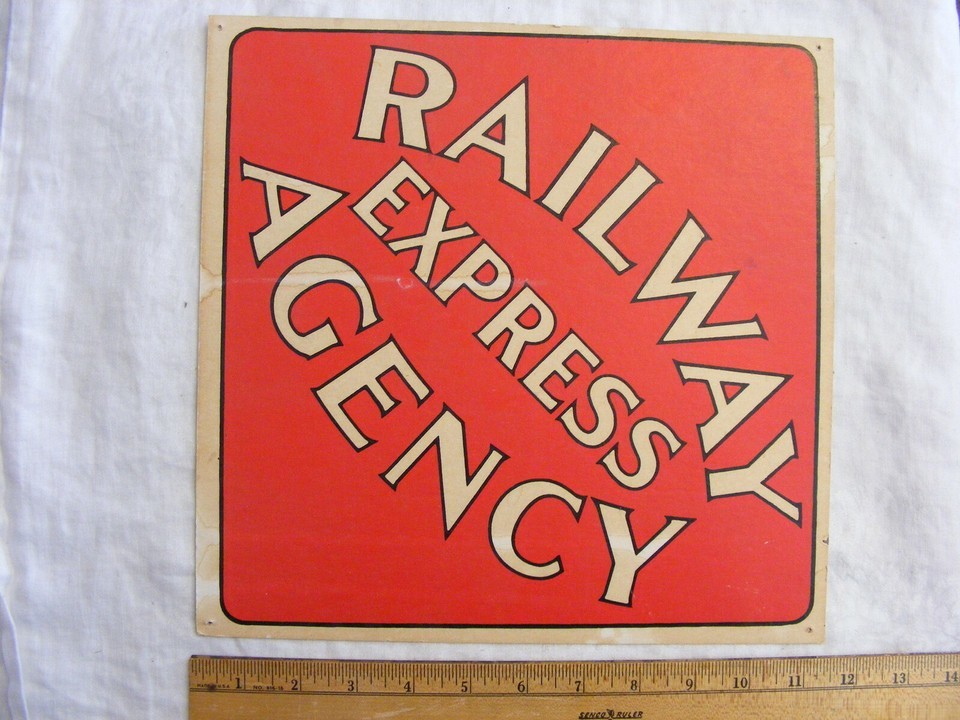 RAILWAY
EXPRESS
AGENCY
1 2 3 4 5 6 7 8 9 10 11 12 13 14
SENCO RULER